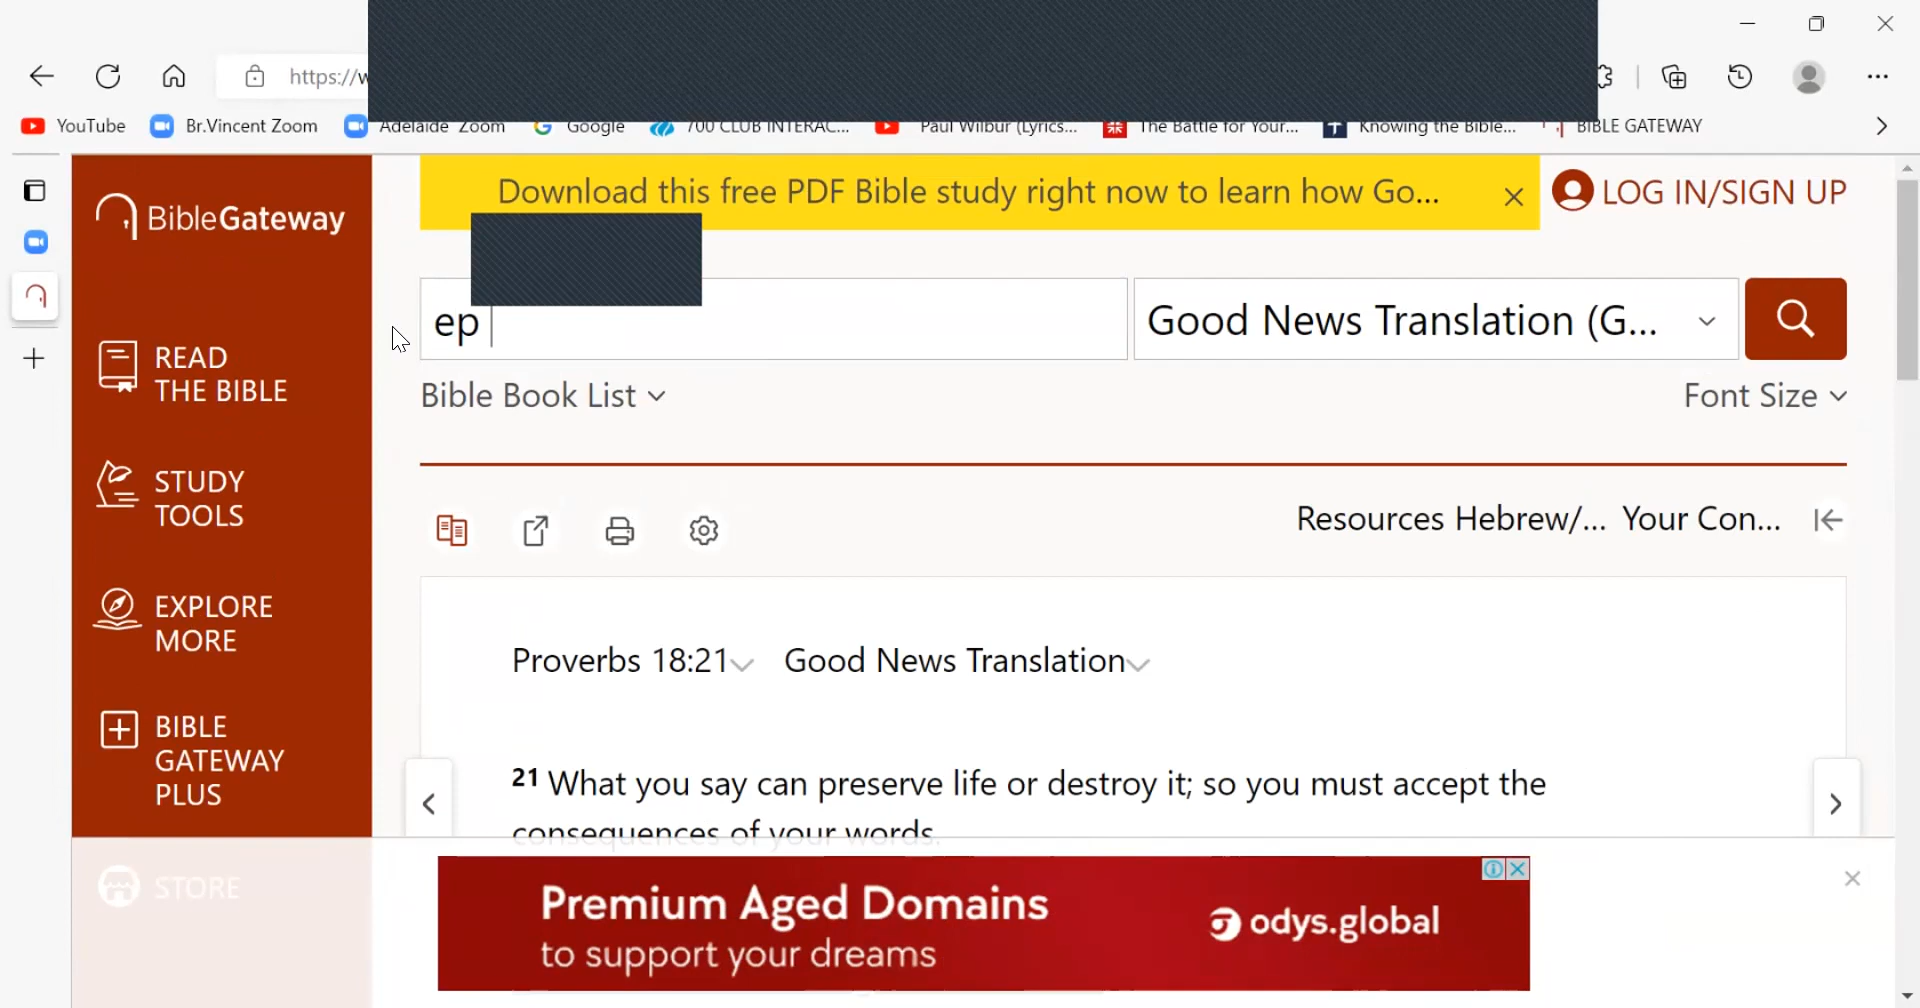 https://w
YouTube Br.Vincent Zoom Adelaide Zoom Google 700 CLUB INTERAC... Paul Wilbur (Lyrics... The Battle for Your... Knowing the Bible... BIBLE GATEWAY
BibleGateway
Download this free PDF Bible study right now to learn how Go...
LOG IN/SIGN UP
ep
Good News Translation (G...
Bible Book List
Font Size
READ
THE BIBLE
STUDY
TOOLS
EXPLORE
MORE
BIBLE
GATEWAY
PLUS
STORE
Resources Hebrew/... Your Con...
Proverbs 18:21 Good News Translation
21 What you say can preserve life or destroy it; so you must accept the
consequences of your words.
Premium Aged Domains
to support your dreams
odys.global